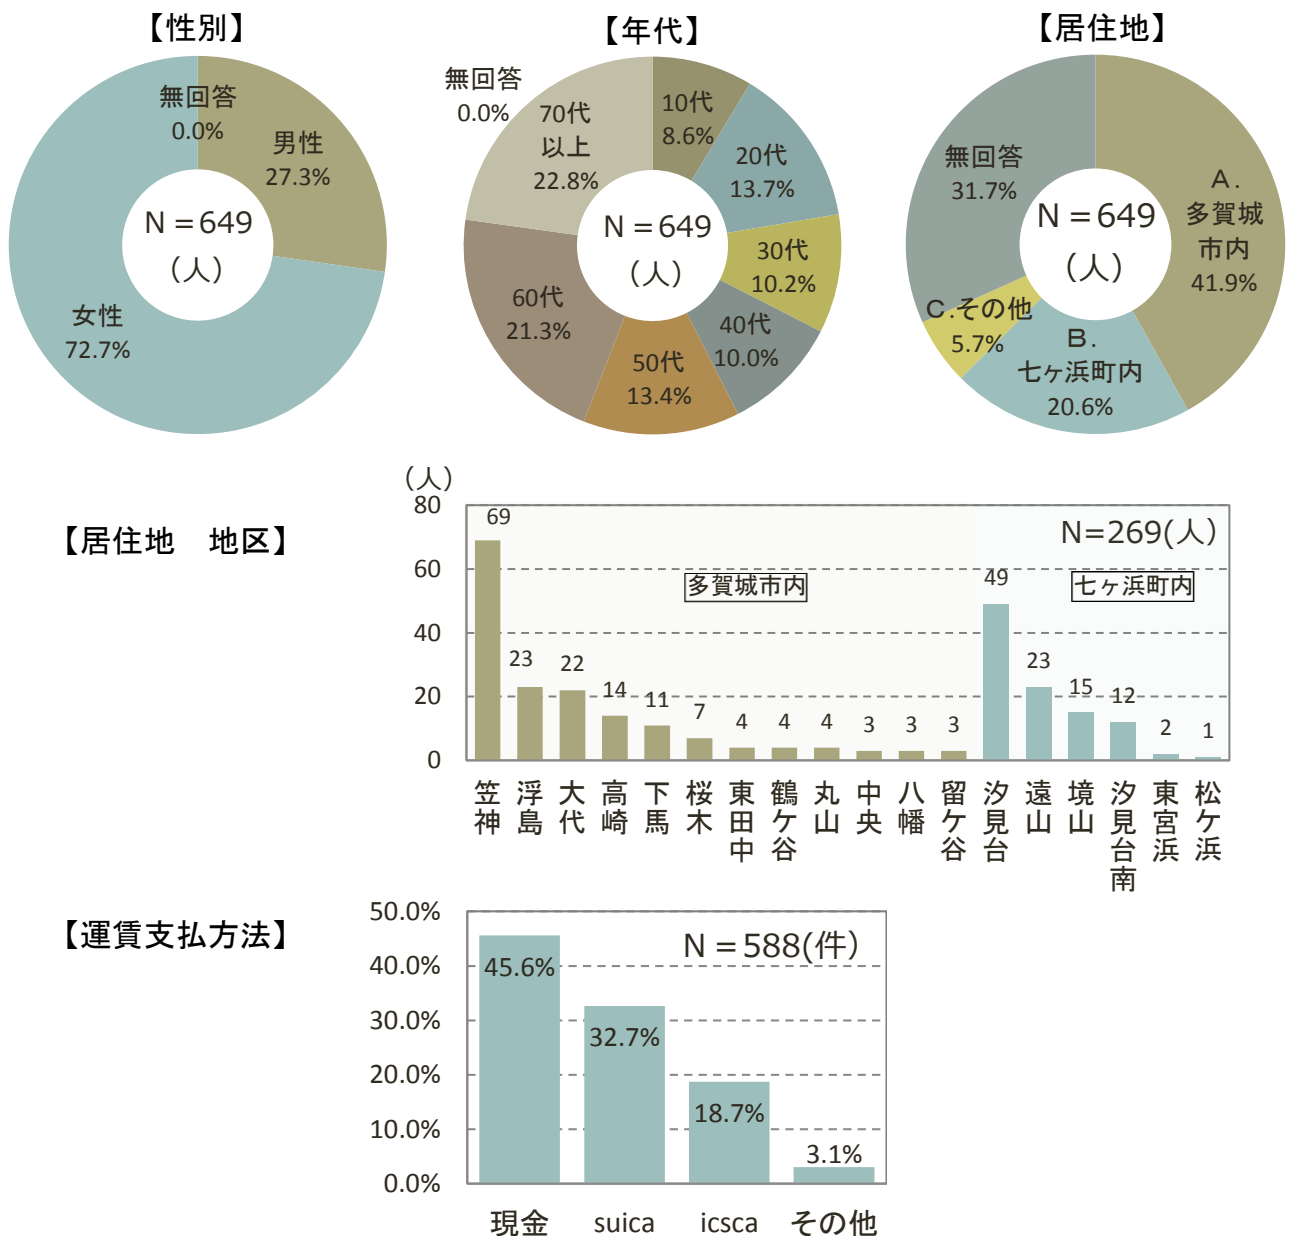 【性別】
無回答
0.0%
男性
27.3%
N＝649
（人）
女性
72.7%
【年代】
無回答
0.0%
10代
8.6%
20代
13.7%
30代
10.2%
40代
10.0%
50代
13.4%
60代
21.3%
70代
以上
22.8%
N＝649
（人）
【居住地】
A．
多賀城
市内
41.9%
B．
七ヶ浜町内
20.6%
C.その他
5.7%
無回答
31.7%
N＝649
（人）
【居住地　地区】
（人）
80
60
40
20
0
N=269(人）
多賀城市内
七ヶ浜町内
69
23
22
14
11
7
4
4
4
3
3
3
49
23
15
12
2
1
笠神
浮島
大代
高崎
下馬
桜木
東田中
鶴ケ谷
丸山
中央
八幡
留ケ谷
汐見台
遠山
境山
汐見台南
東宮浜
松ケ浜
【運賃支払方法】
50.0%
40.0%
30.0%
20.0%
10.0%
0.0%
N＝588(件）
45.6%
32.7%
18.7%
3.1%
現金
suica
icsca
その他